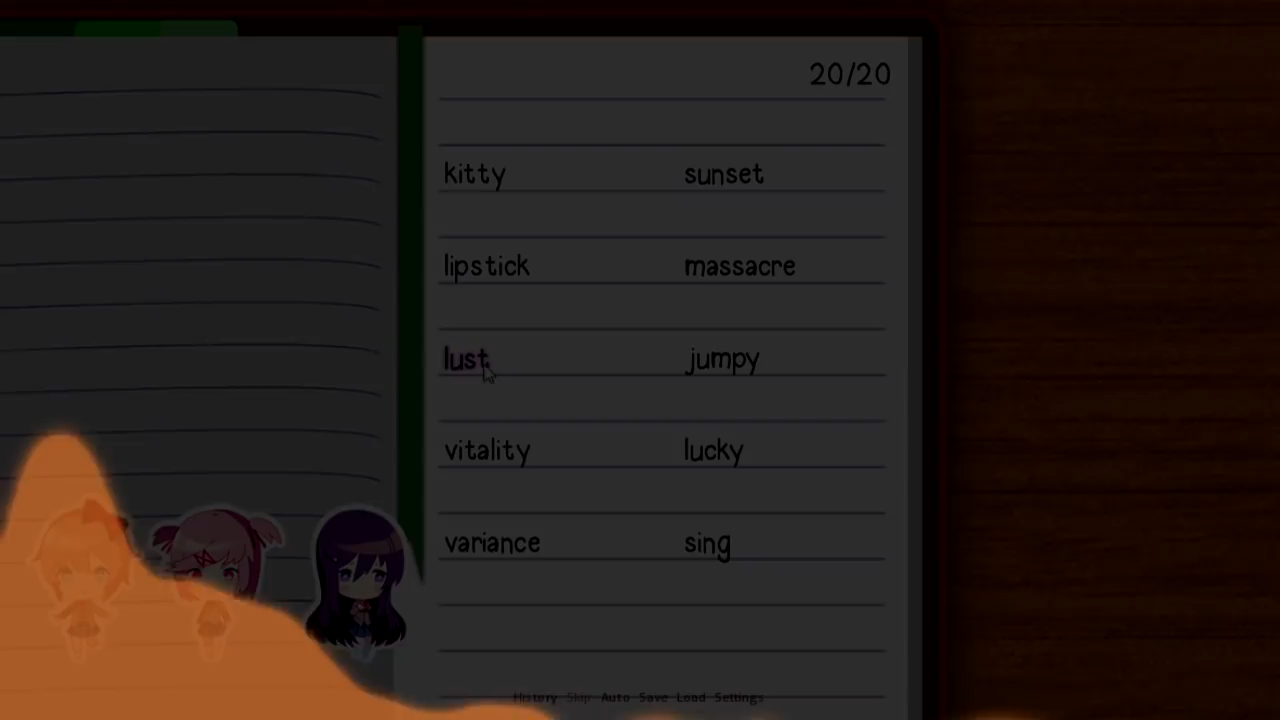 20/20
kitty sunset
lipstick massacre
lust jumpy
vitality lucky
variance sing
History Skip Auto Save Load Settings